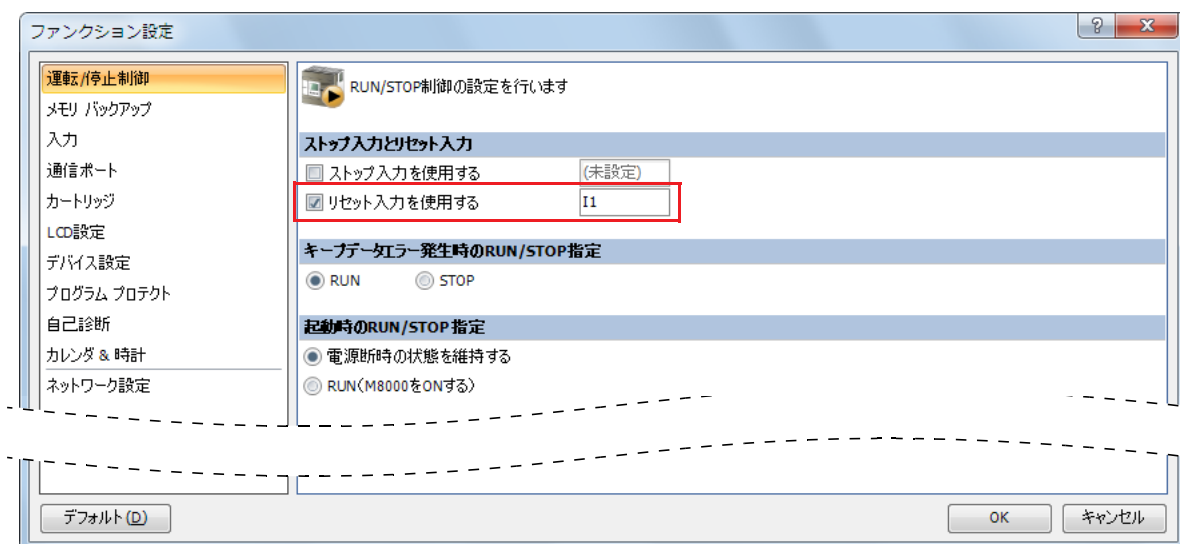 ファンクション設定
運転/停止制御
メモリ バックアップ
入力
通信ポート
カートリッジ
LCD設定
デバイス設定
プログラム プロテクト
自己診断
カレンダ & 時計
ネットワーク設定
RUN/STOP制御の設定を行います
ストップ入力とリセット入力
ストップ入力を使用する (未設定)
リセット入力を使用する I1
キープデータエラー発生時のRUN/STOP指定
RUN STOP
起動時のRUN/STOP指定
電源断時の状態を維持する
RUN(M8000をONする)
デフォルト(D) OK キャンセル